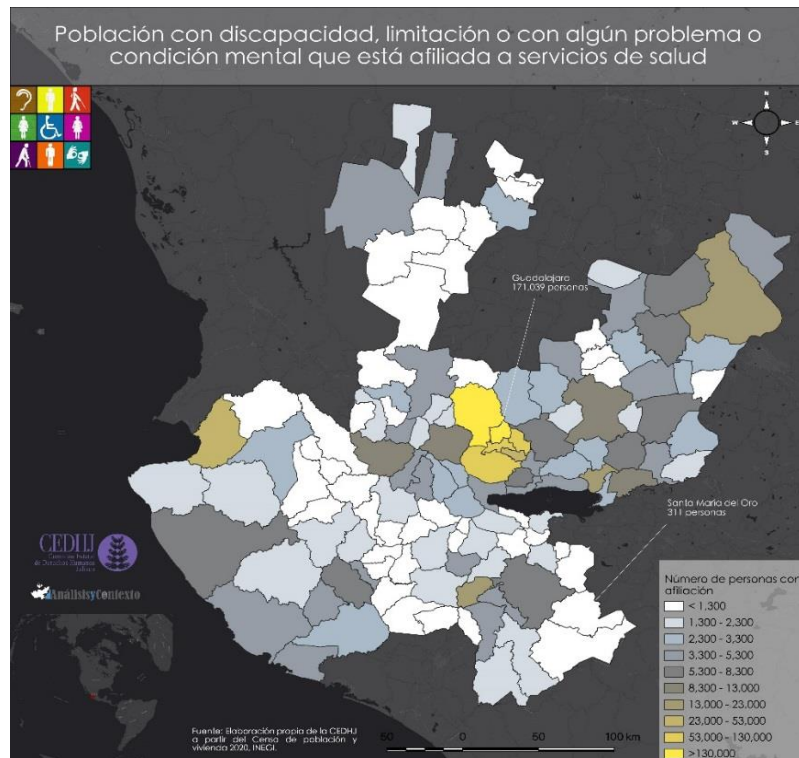 Población con discapacidad, limitación o con algún problema o
condición mental que está afiliada a servicios de salud
N
W
E
S
Guadalajara
171,039 personas
Santa María del Oro
311 personas
CEDHJ
AnálisisyContexto
Número de personas con
afiliación
< 1,300
1,300 - 2,300
2,300 - 3,300
3,300 - 5,300
5,300 - 8,300
8,300 - 13,000
13,000 - 23,000
23,000 - 53,000
53,000 - 130,000
>130,000
Fuente: Elaboración propia de la CEDHJ
a partir del Censo de población y
vivienda 2020, INEGI.
50 0 50 100 km